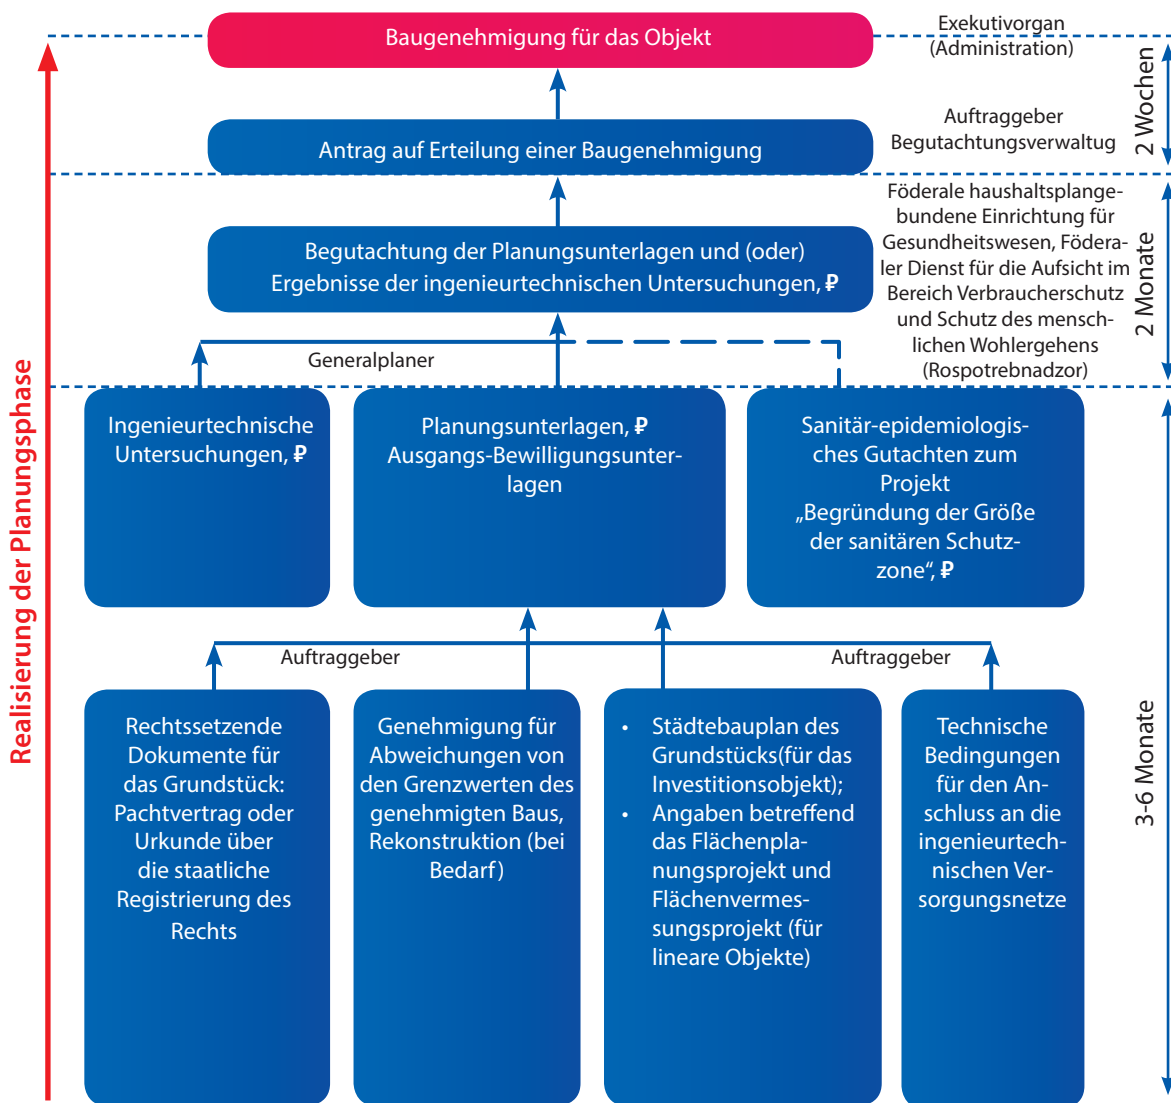 Baugenehmigung für das Objekt
Exekutivorgan
(Administration)
2 Wochen
Antrag auf Erteilung einer Baugenehmigung
Auftraggeber
Begutachtungsverwaltug
Begutachtung der Planungsunterlagen und (oder)
Ergebnisse der ingenieurtechnischen Untersuchungen, ₽
Föderale haushaltsplange-
bundene Einrichtung für
Gesundheitswesen, Födera-
ler Dienst für die Aufsicht im
Bereich Verbraucherschutz
und Schutz des mensch-
lichen Wohlergehens
(Rospotrebnadzor)
2 Monate
Generalplaner
Realisierung der Planungsphase
Ingenieurtechnische
Untersuchungen, ₽
Planungsunterlagen, ₽
Ausgangs-Bewilligungsunter-
lagen
Sanitär-epidemiologis-
ches Gutachten zum
Projekt
„Begründung der Größe
der sanitären Schutz-
zone“, ₽
Auftraggeber
Auftraggeber
3-6 Monate
Rechtssetzende
Dokumente für
das Grundstück:
Pachtvertrag oder
Urkunde über
die staatliche
Registrierung des
Rechts
Genehmigung für
Abweichungen von
den Grenzwerten des
genehmigten Baus,
Rekonstruktion (bei
Bedarf)
• Städtebauplan des
Grundstücks(für das
Investitionsobjekt);
• Angaben betreffend
das Flächenpla-
nungsprojekt und
Flächenvermes-
sungsprojekt (für
lineare Objekte)
Technische
Bedingungen
für den An-
schluss an die
ingenieurtech-
nischen Ver-
sorgungsnetze